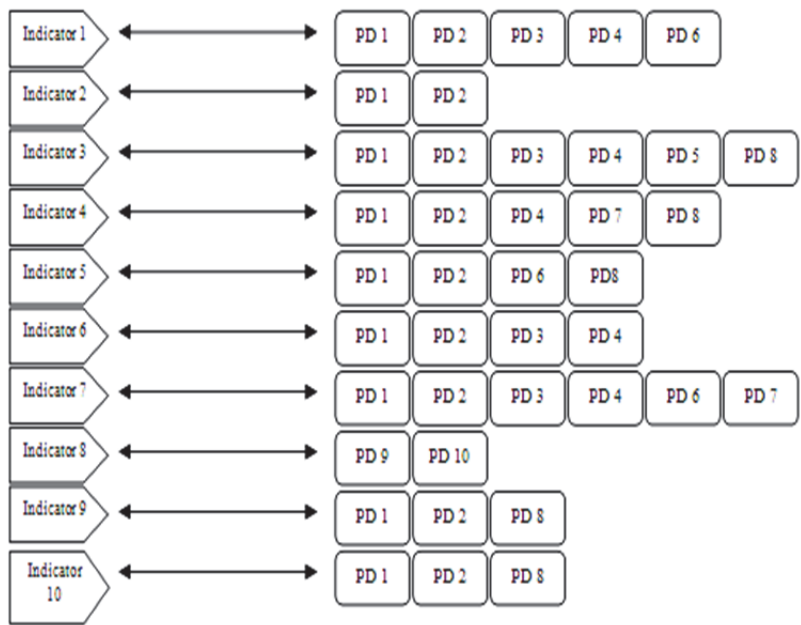 Indicator 1 PD 1 PD 2 PD 3 PD 4 PD 6
Indicator 2 PD 1 PD 2
Indicator 3 PD 1 PD 2 PD 3 PD 4 PD 5 PD 8
Indicator 4 PD 1 PD 2 PD 4 PD 7 PD 8
Indicator 5 PD 1 PD 2 PD 6 PD8
Indicator 6 PD 1 PD 2 PD 3 PD 4
Indicator 7 PD 1 PD 2 PD 3 PD 4 PD 6 PD 7
Indicator 8 PD 9 PD 10
Indicator 9 PD 1 PD 2 PD 8
Indicator
10 PD 1 PD 2 PD 8